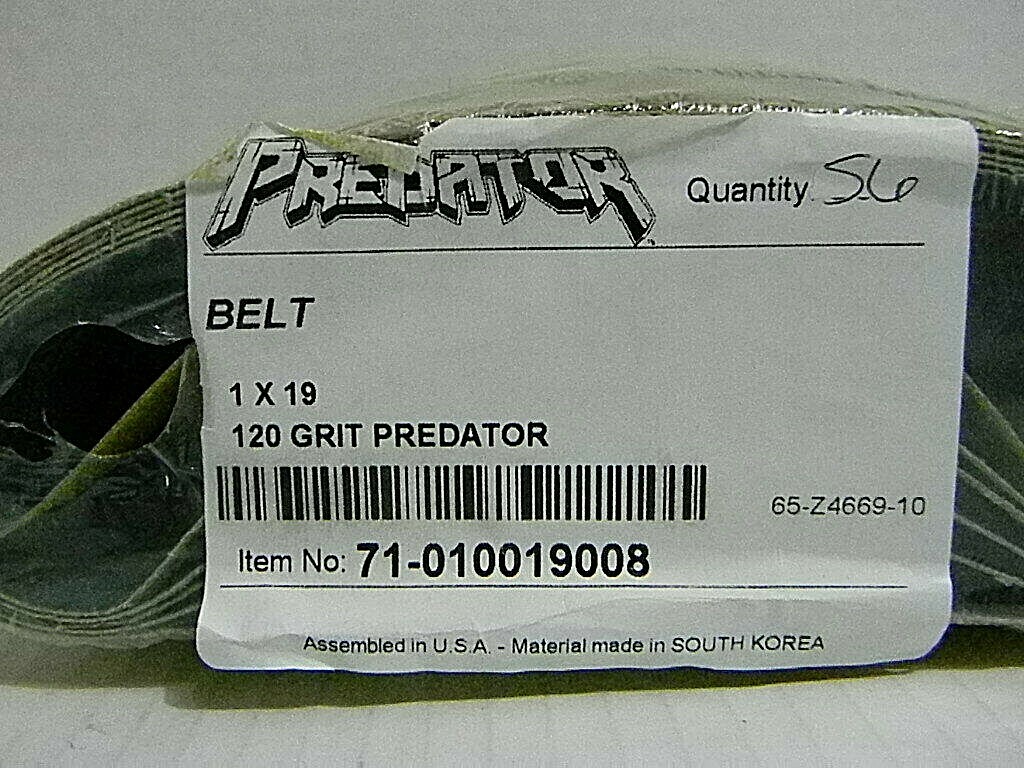 PREDATOR
Quantity 56
BELT
1 X 19
120 GRIT PREDATOR
65-Z4669-10
Item No: 71-010019008
Assembled in U.S.A. - Material made in SOUTH KOREA